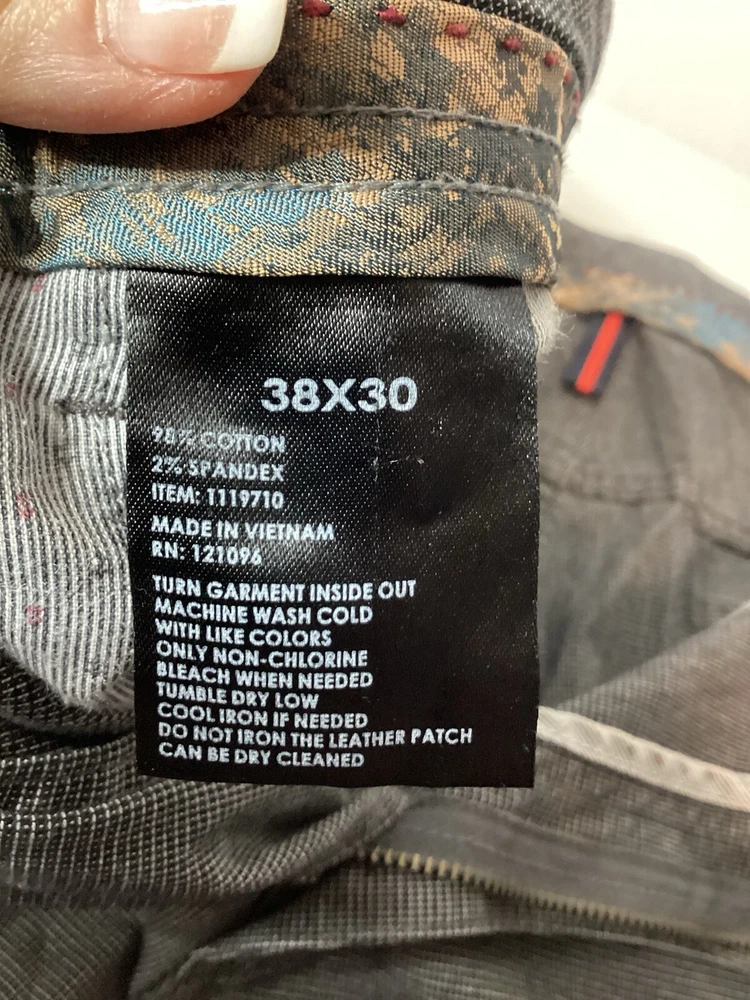 38X30
98% COTTON
2% SPANDEX
ITEM: 1119710
MADE IN VIETNAM
RN: 121096
TURN GARMENT INSIDE OUT
MACHINE WASH COLD
WITH LIKE COLORS
ONLY NON-CHLORINE
BLEACH WHEN NEEDED
TUMBLE DRY LOW
COOL IRON IF NEEDED
DO NOT IRON THE LEATHER PATCH
CAN BE DRY CLEANED